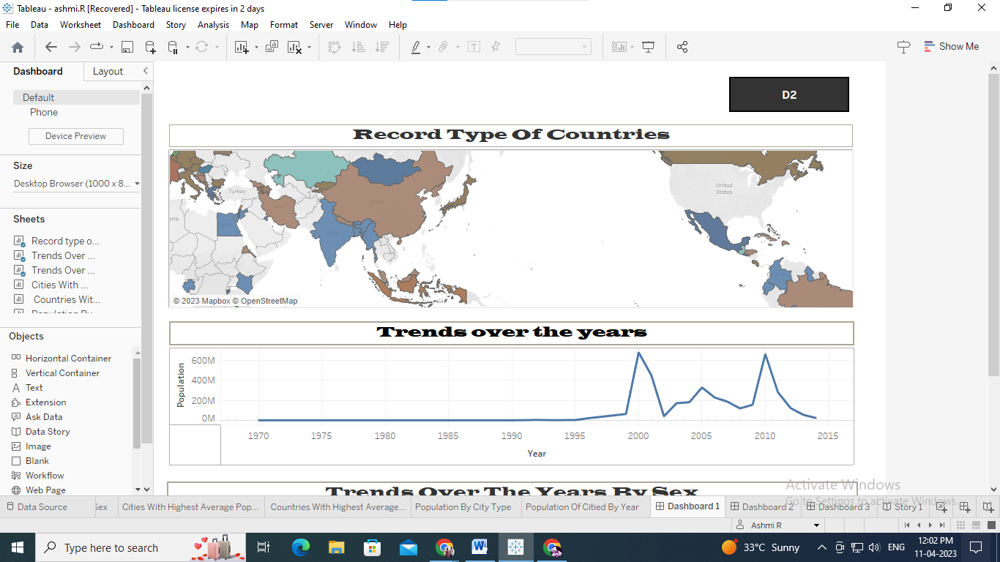 Tableau - ashmi.R [Recovered] - Tableau license expires in 2 days
File Data Worksheet Dashboard Story Analysis Map Format Server Window Help
Show Me
Dashboard Layout
Default
Phone
Device Preview
Size
Desktop Browser (1000 x 8...
Sheets
Record type o...
Trends Over ...
Trends Over ...
Cities With ...
Countries Wit...
Objects
Horizontal Container
Vertical Container
Text
Extension
Ask Data
Data Story
Image
Blank
Workflow
Web Page
D2
Record Type Of Countries
Turkey
Iran
China
India
United
States
© 2023 Mapbox © OpenStreetMap
Trends over the years
Population
600M
400M
200M
0M
1970 1975 1980 1985 1990 1995 2000 2005 2010 2015
Year
Trends Over The Years By Sex
Activate Windows
Go to Settings to activate Windows.
Data Source Sex Cities With Highest Average Pop... Countries With Highest Average... Population By City Type Population Of Citied By Year Dashboard 1 Dashboard 2 Dashboard 3 Story 1
Ashmi R
Type here to search
33°C Sunny
ENG
12:02 PM
11-04-2023